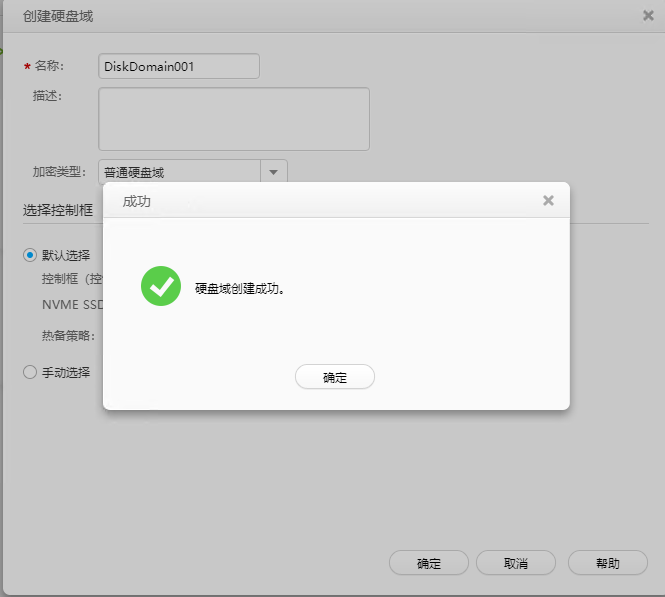 创建硬盘域
* 名称: DiskDomain001
描述:
加密类型: 普通硬盘域
成功
选择控制框
默认选择
控制框（控
硬盘域创建成功。
NVME SSD
热备策略:
手动选择
确定
确定 取消 帮助